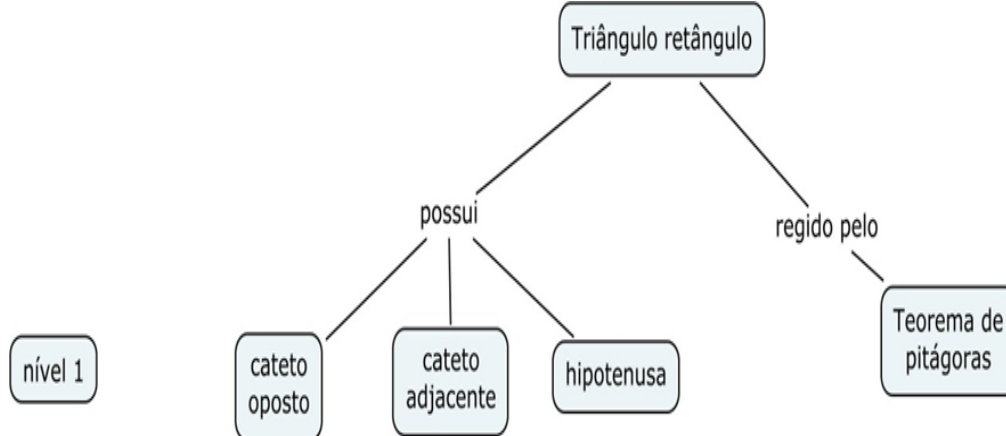 Triângulo retângulo
possui
regido pelo
nível 1
cateto
oposto
cateto
adjacente
hipotenusa
Teorema de
pitágoras